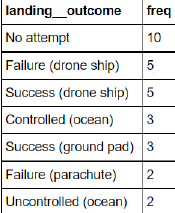 landing__outcome freq
No attempt 10
Failure (drone ship) 5
Success (drone ship) 5
Controlled (ocean) 3
Success (ground pad) 3
Failure (parachute) 2
Uncontrolled (ocean) 2